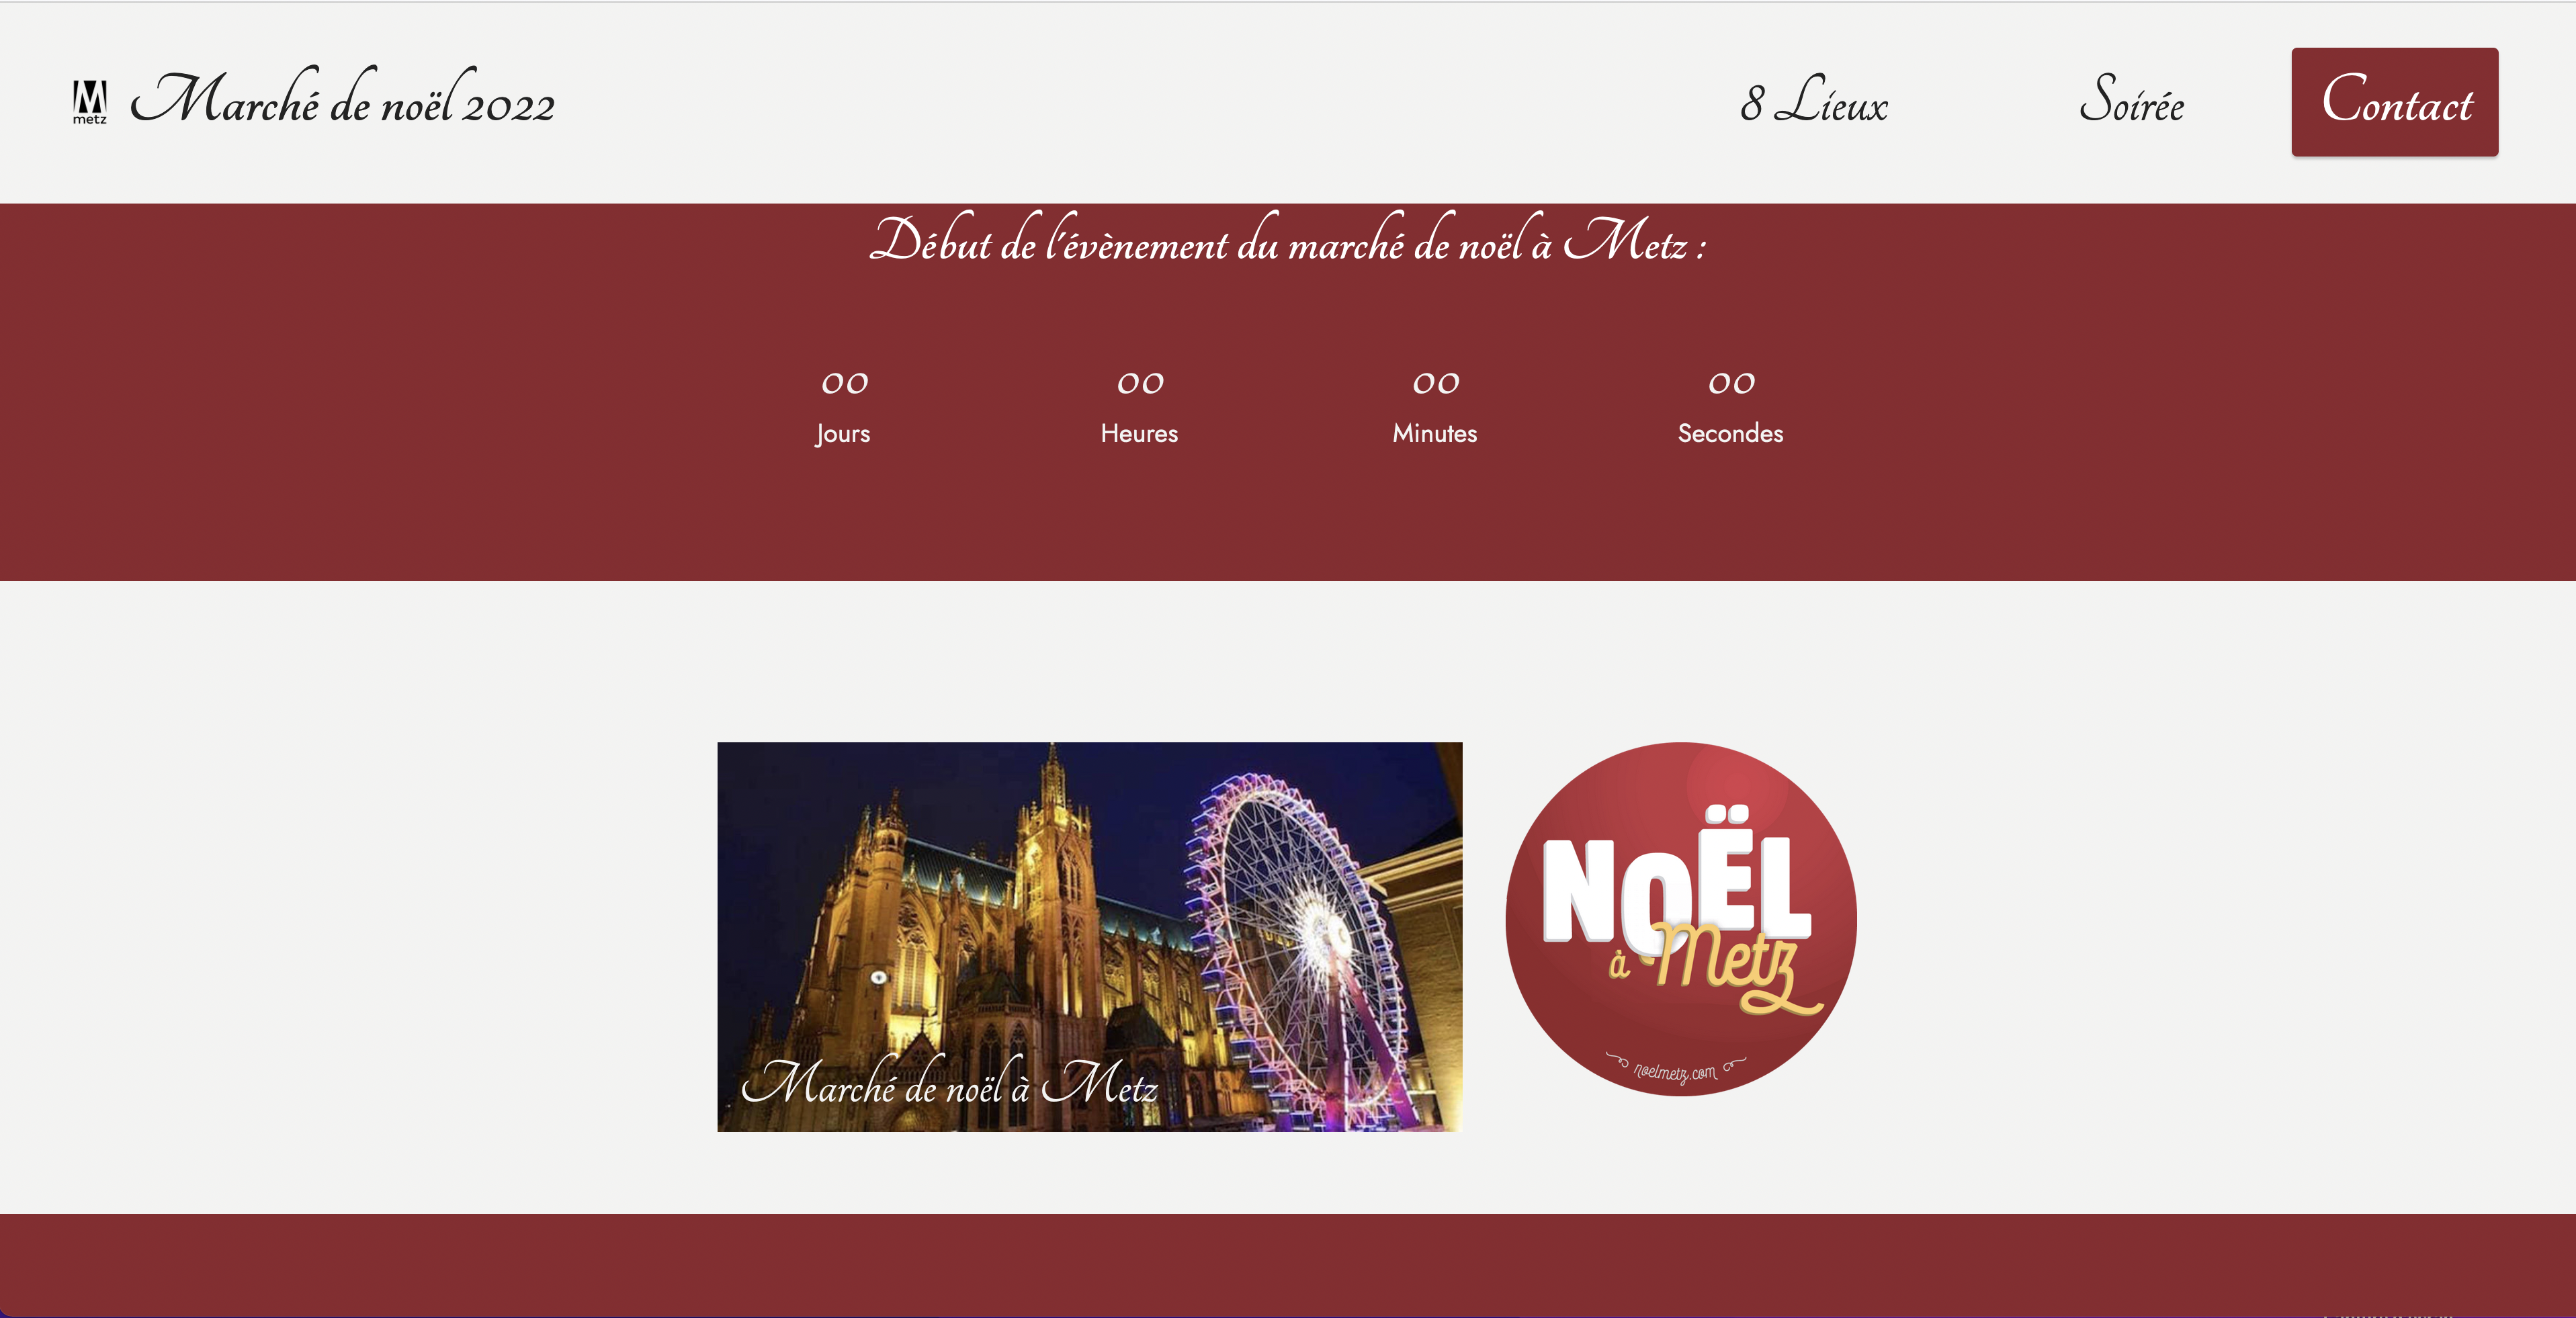 metz
Marché de noël 2022
8 Lieux
Soirée
Contact
Début de l'évènement du marché de noël à Metz :
00
00
00
00
Jours
Heures
Minutes
Secondes
Marché de noël à Metz
NOËL
à Metz
noelmetz.com